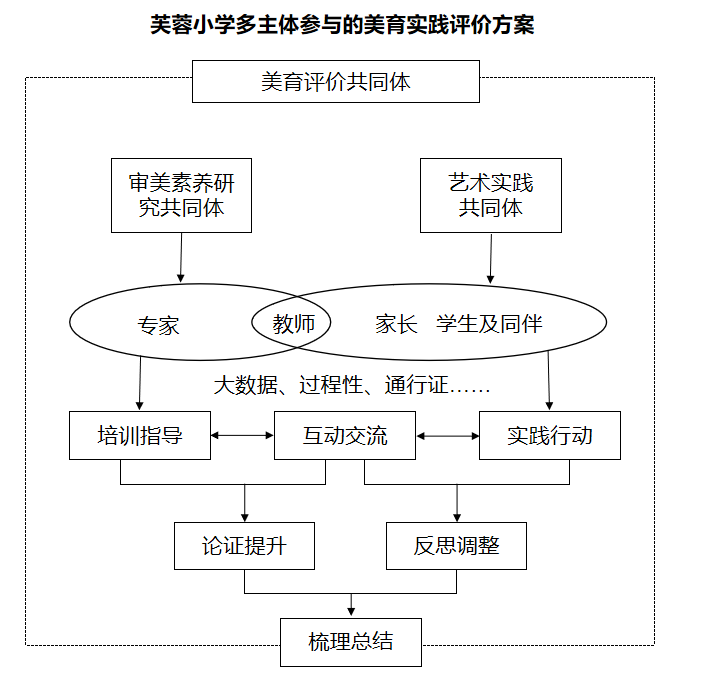 芙蓉小学多主体参与的美育实践评价方案
美育评价共同体
审美素养研
究共同体
艺术实践
共同体
专家
教师
家长 学生及同伴
大数据、过程性、通行证……
培训指导
互动交流
实践行动
论证提升
反思调整
梳理总结